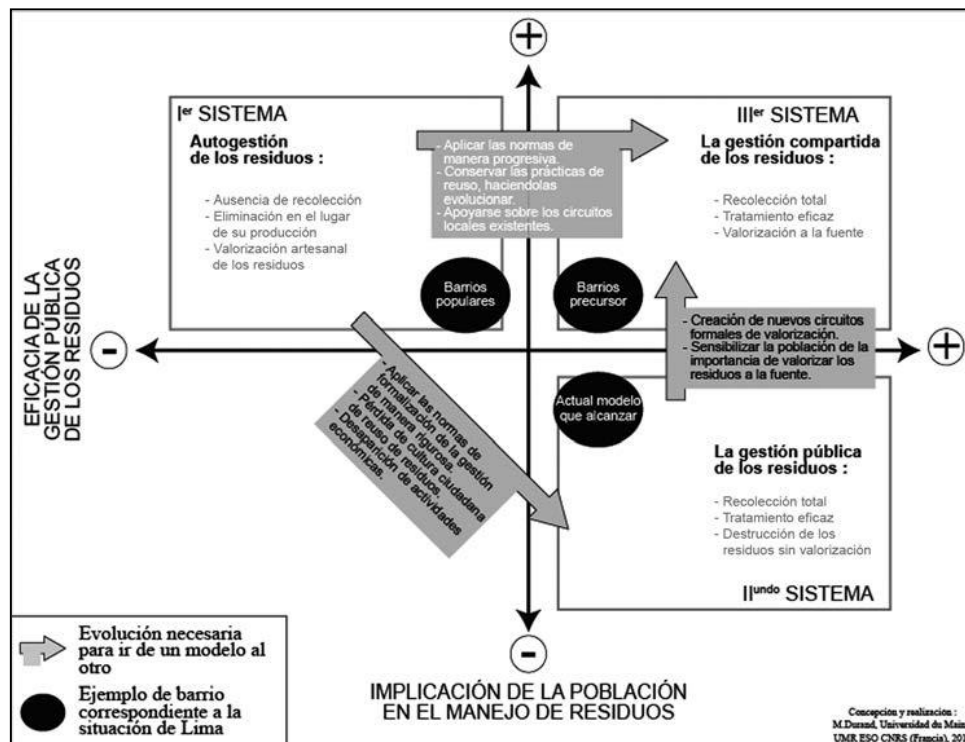 +
Ier SISTEMA
Autogestión
de los residuos :
- Ausencia de recolección
- Eliminación en el lugar
de su producción
- Valorización artesanal
de los residuos
- Aplicar las normas de
manera progresiva.
- Conservar las prácticas de
reuso, haciendolas
evolucionar.
- Apoyarse sobre los circuitos
locales existentes.
IIIer SISTEMA
La gestión compartida
de los residuos :
- Recolección total
- Tratamiento eficaz
- Valorización a la fuente
Barrios
populares
Barrios
precursor
EFICACIA DE LA
GESTIÓN PÚBLICA
DE LOS RESIDUOS
-
+
- Creación de nuevos circuitos
formales de valorización.
- Sensibilizar la población de la
importancia de valorizar los
residuos a la fuente.
- Aplicar las normas de
formalización de la gestión
de manera rigurosa.
- Pérdida de cultura ciudadana
de reuso de residuos.
- Desaparición de actividades
económicas.
Actual modelo
que alcanzar
La gestión pública
de los residuos :
- Recolección total
- Tratamiento eficaz
- Destrucción de los
residuos sin valorización
IIundo SISTEMA
-
IMPLICACIÓN DE LA POBLACIÓN
EN EL MANEJO DE RESIDUOS
Evolución necesaria
para ir de un modelo al
otro
Ejemplo de barrio
correspondiente a la
situación de Lima
Concepción y realización :
M.Durand, Universidad du Main
UMR ESO CNRS (Francia), 201